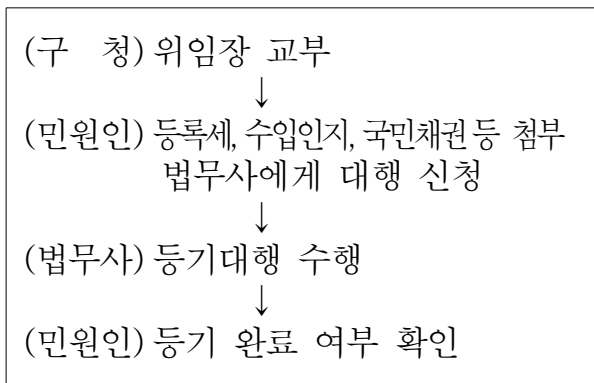 (구 청) 위임장 교부
↓
(민원인) 등록세, 수입인지, 국민채권 등 첨부
법무사에게 대행 신청
↓
(법무사) 등기대행 수행
↓
(민원인) 등기 완료 여부 확인